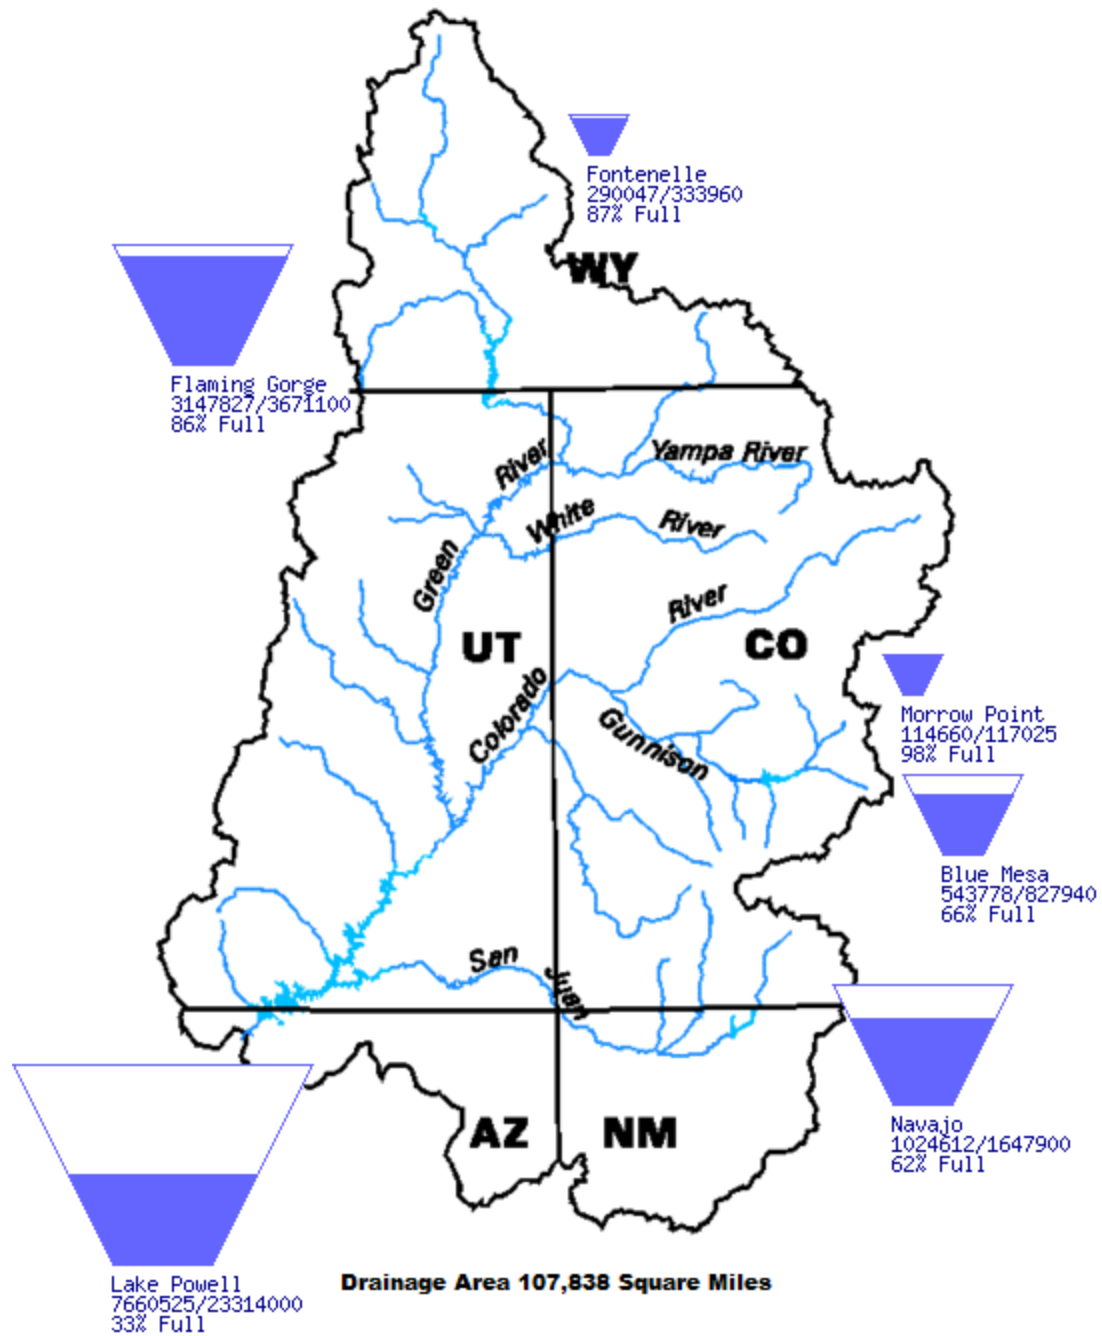 Fontenelle
290047/333960
87% Full
WY
Flaming Gorge
3147827/3671100
86% Full
River
Yampa River
White
River
Green
River
UT
CO
Colorado
Gunnison
Morrow Point
114660/117025
98% Full
Blue Mesa
543778/827940
66% Full
San
Juan
Navajo
1024612/1647900
62% Full
AZ
NM
Lake Powell
7660525/23314000
33% Full
Drainage Area 107,838 Square Miles